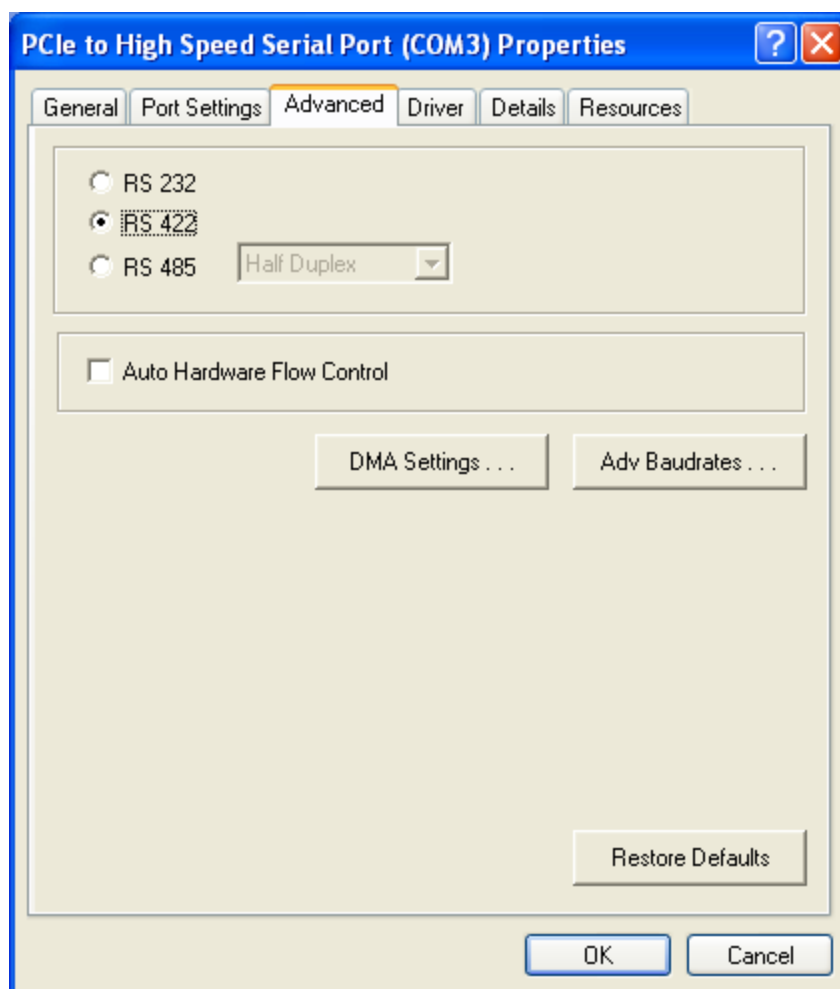 PCIe to High Speed Serial Port (COM3) Properties
General Port Settings Advanced Driver Details Resources
RS 232
RS 422
RS 485 Half Duplex
Auto Hardware Flow Control
DMA Settings . . . Adv Baudrates . . .
Restore Defaults
OK Cancel